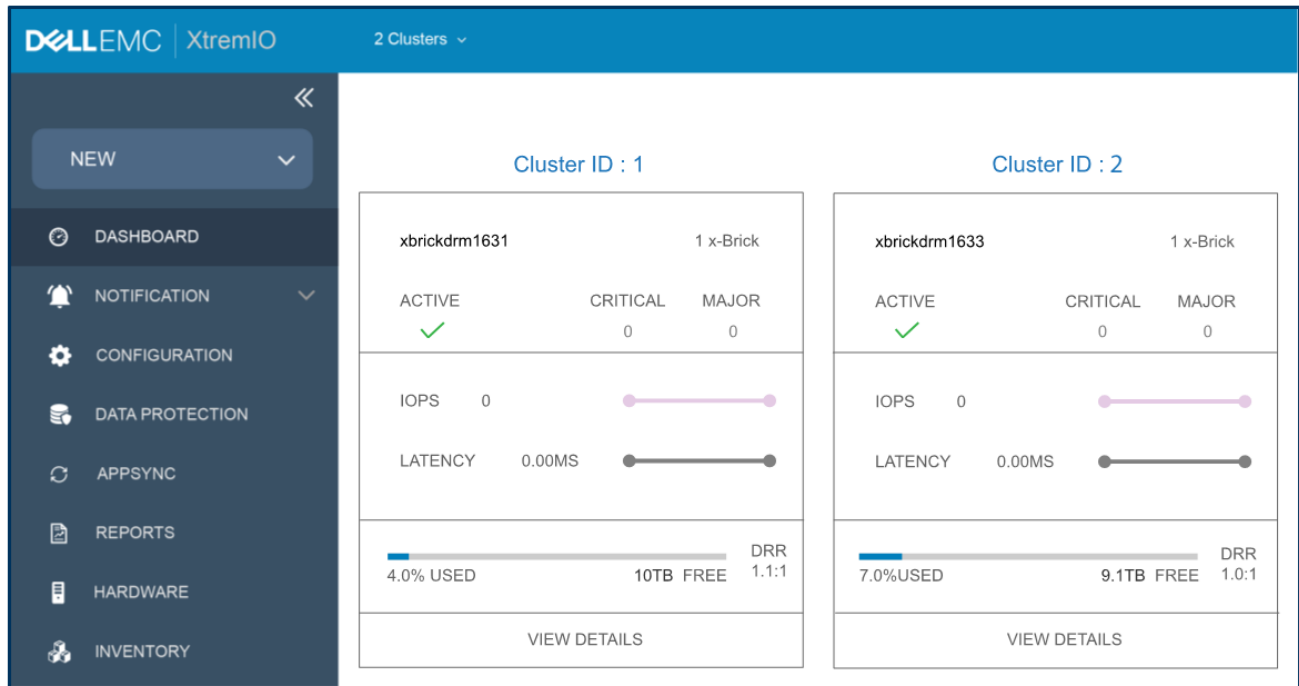 DELLEMC XtremIO
2 Clusters
NEW
DASHBOARD
NOTIFICATION
CONFIGURATION
DATA PROTECTION
APPSYNC
REPORTS
HARDWARE
INVENTORY
Cluster ID : 1
xbrickdrm1631 1 x-Brick
ACTIVE CRITICAL MAJOR
0 0
IOPS 0
LATENCY 0.00MS
DRR
4.0% USED 10TB FREE 1.1:1
VIEW DETAILS
Cluster ID : 2
xbrickdrm1633 1 x-Brick
ACTIVE CRITICAL MAJOR
0 0
IOPS 0
LATENCY 0.00MS
DRR
7.0%USED 9.1TB FREE 1.0:1
VIEW DETAILS